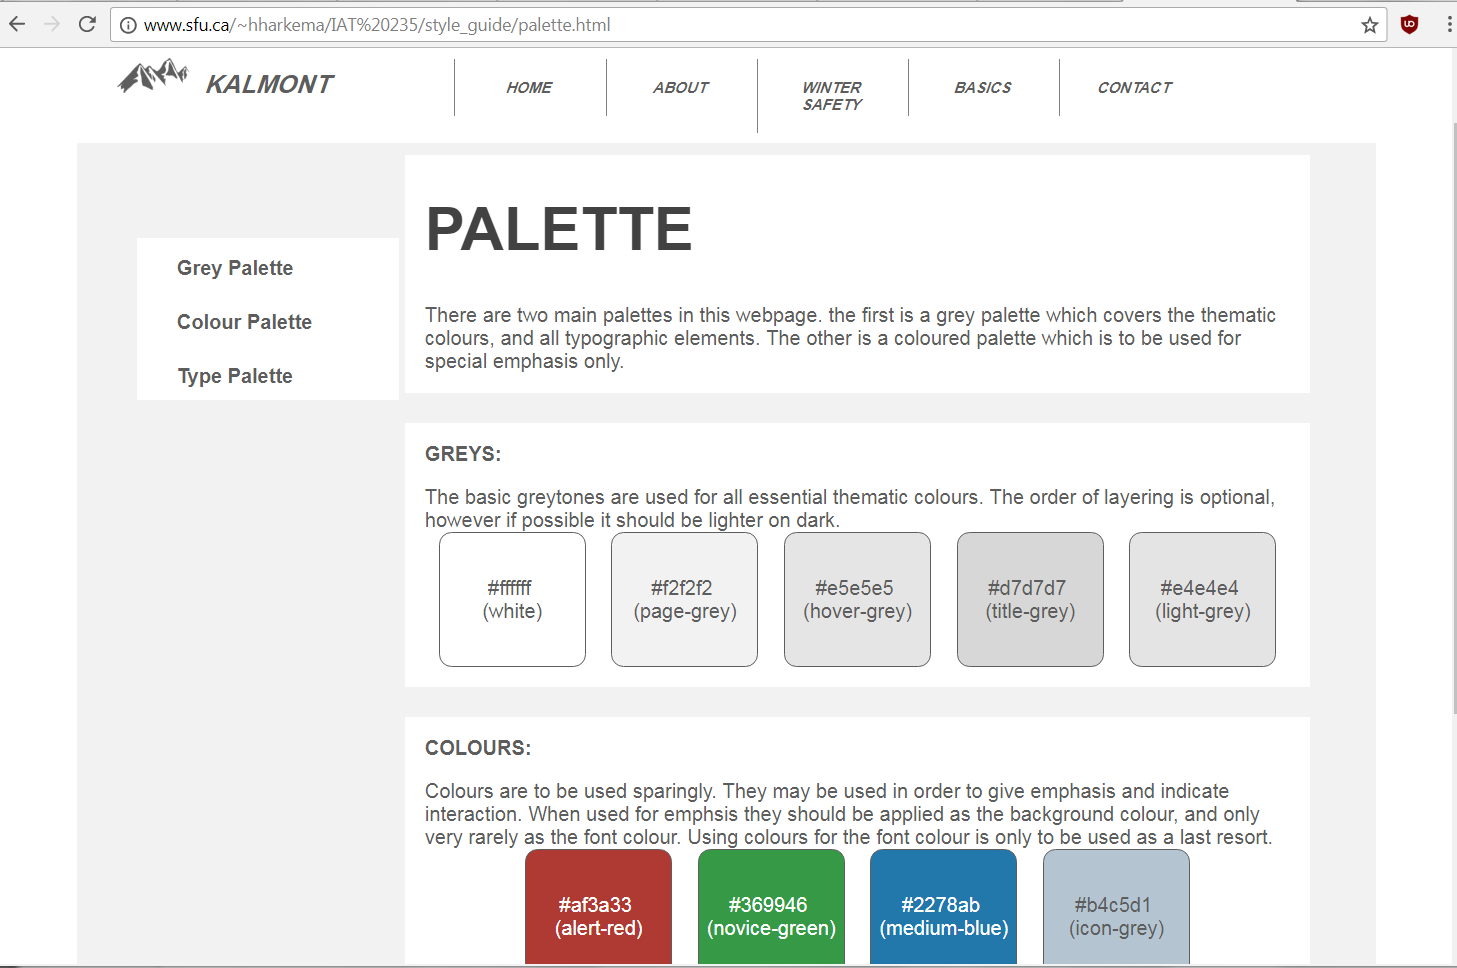 www.sfu.ca/~hharkema/IAT%20235/style_guide/palette.html
KALMONT
HOME
ABOUT
WINTER
SAFETY
BASICS
CONTACT
Grey Palette
Colour Palette
Type Palette
PALETTE
There are two main palettes in this webpage. the first is a grey palette which covers the thematic
colours, and all typographic elements. The other is a coloured palette which is to be used for
special emphasis only.
GREYS:
The basic greytones are used for all essential thematic colours. The order of layering is optional,
however if possible it should be lighter on dark.
#ffffff
(white)
#f2f2f2
(page-grey)
#e5e5e5
(hover-grey)
#d7d7d7
(title-grey)
#e4e4e4
(light-grey)
COLOURS:
Colours are to be used sparingly. They may be used in order to give emphasis and indicate
interaction. When used for emphsis they should be applied as the background colour, and only
very rarely as the font colour. Using colours for the font colour is only to be used as a last resort.
#af3a33
(alert-red)
#369946
(novice-green)
#2278ab
(medium-blue)
#b4c5d1
(icon-grey)